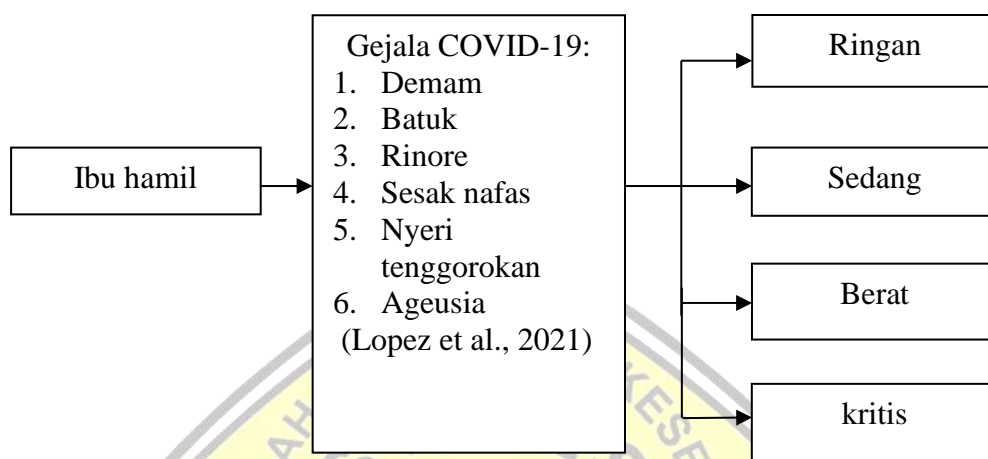 Ibu hamil
Gejala COVID-19:
1. Demam
2. Batuk
3. Rinore
4. Sesak nafas
5. Nyeri
tenggorokan
6. Ageusia
(Lopez et al., 2021)
Ringan
Sedang
Berat
kritis